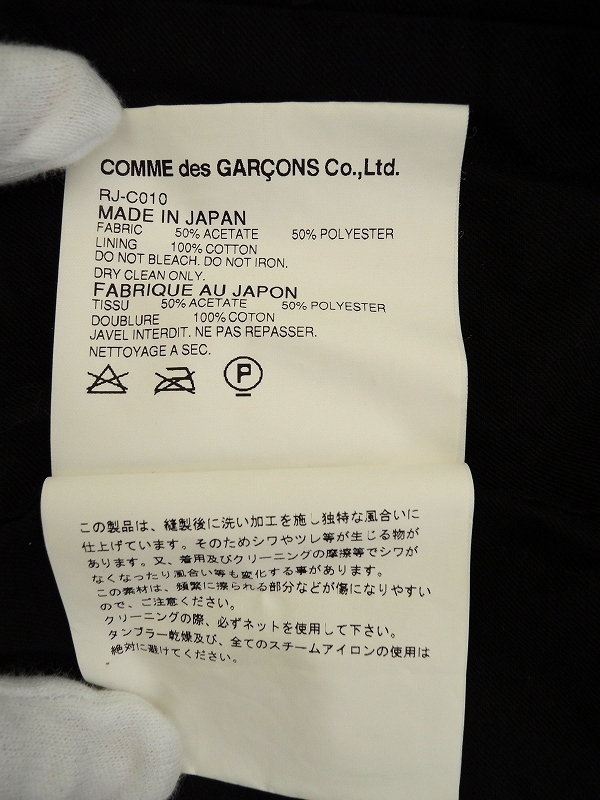 COMME des GARÇONS Co.,Ltd.
RJ-C010
MADE IN JAPAN
FABRIC 50% ACETATE 50% POLYESTER
LINING 100% COTTON
DO NOT BLEACH. DO NOT IRON.
DRY CLEAN ONLY.
FABRIQUE AU JAPON
TISSU 50% ACETATE 50% POLYESTER
DOUBLURE 100% COTON
JAVEL INTERDIT. NE PAS REPASSER.
NETTOYAGE A SEC.
P
この製品は、縫製後に洗い加工を施し独特な風合いに
仕上げています。そのためシワやツレ等が生じる物が
あります。又、着用及びクリーニングの摩擦等でシワが
なくなったり風合い等も変化する事があります。
この素材は、頻繁に擦られる部分などが傷になりやすい
ので、ご注意ください。
クリーニングの際、必ずネットを使用して下さい。
タンブラー乾燥及び、全てのスチームアイロンの使用は
絶対に避けてください。